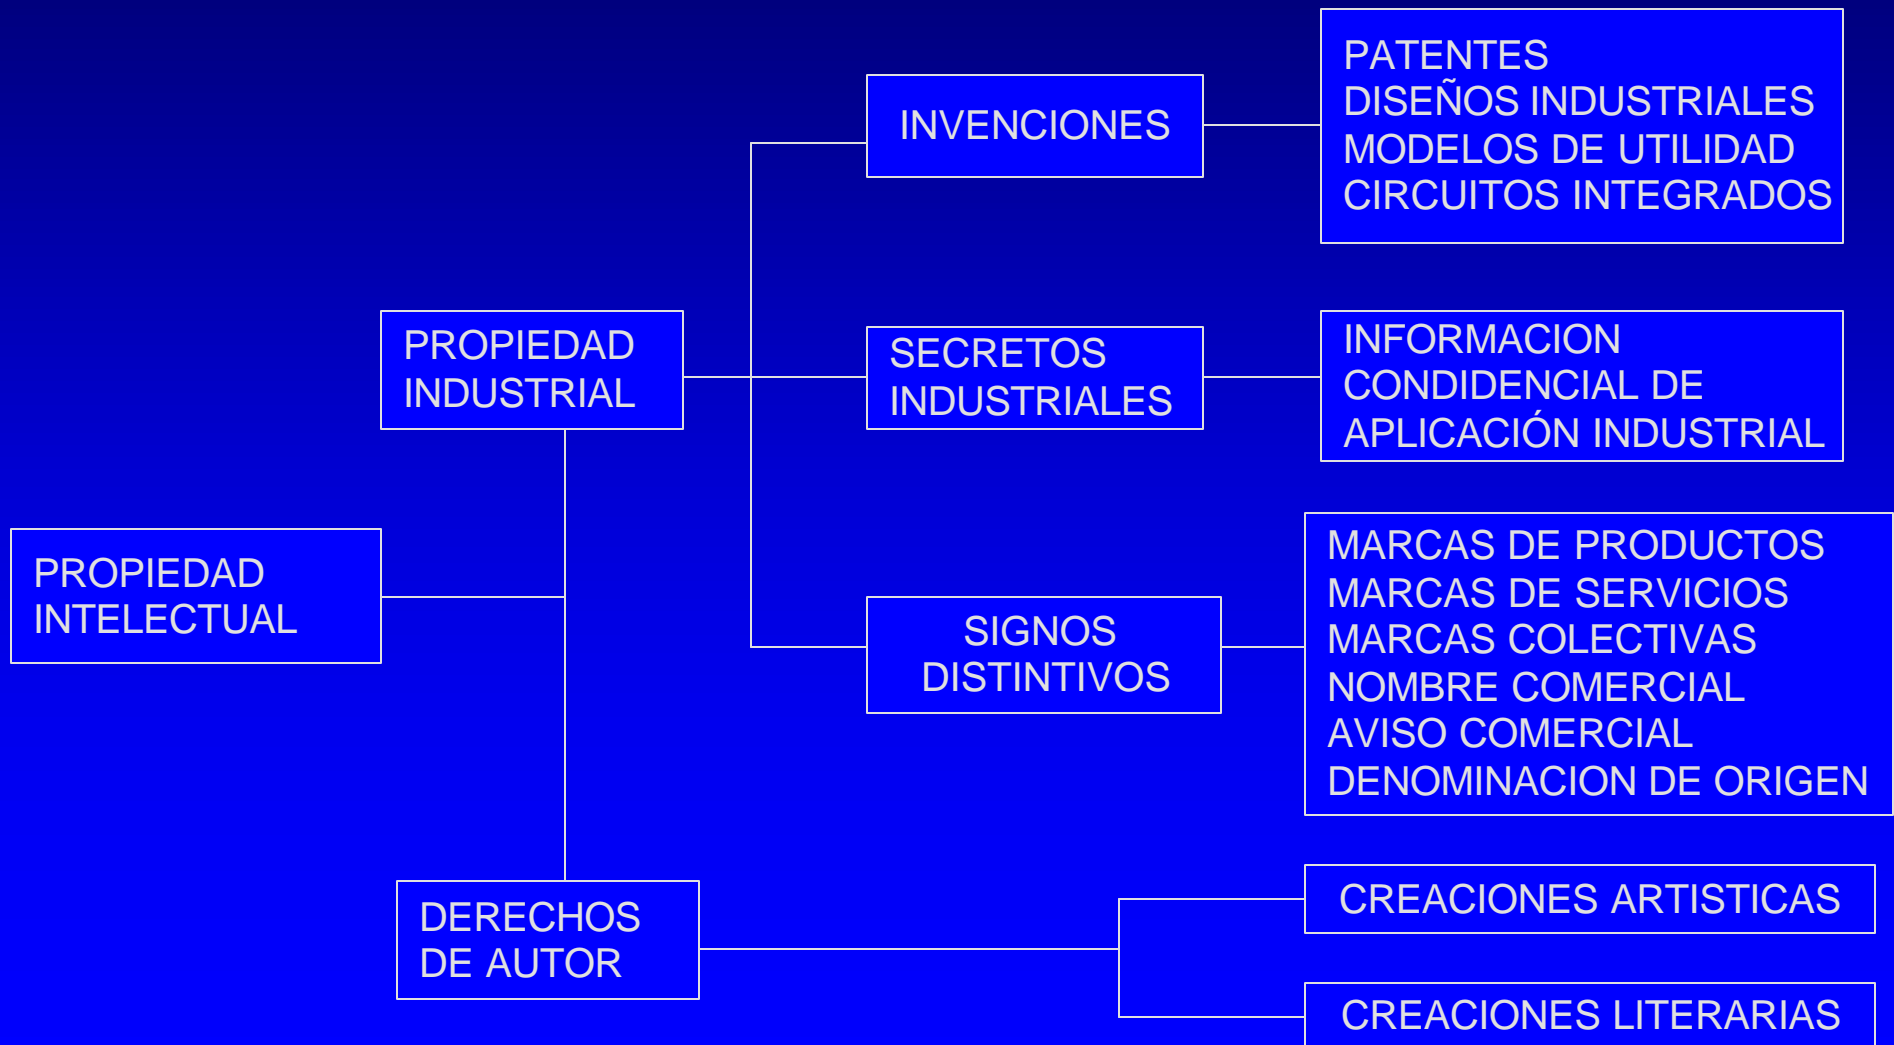 PROPIEDAD
INTELECTUAL
PROPIEDAD
INDUSTRIAL
INVENCIONES
PATENTES
DISEÑOS INDUSTRIALES
MODELOS DE UTILIDAD
CIRCUITOS INTEGRADOS
SECRETOS
INDUSTRIALES
INFORMACION
CONDIDENCIAL DE
APLICACIÓN INDUSTRIAL
SIGNOS
DISTINTIVOS
MARCAS DE PRODUCTOS
MARCAS DE SERVICIOS
MARCAS COLECTIVAS
NOMBRE COMERCIAL
AVISO COMERCIAL
DENOMINACION DE ORIGEN
DERECHOS
DE AUTOR
CREACIONES ARTISTICAS
CREACIONES LITERARIAS